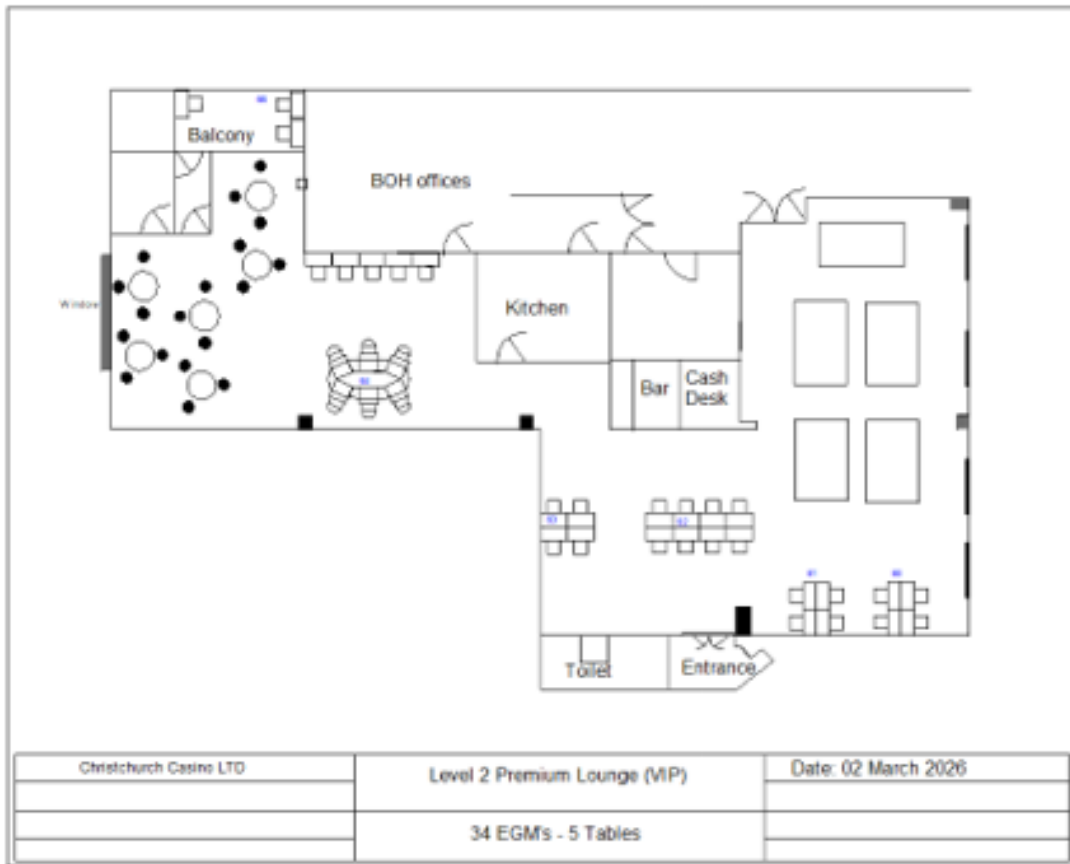 Balcony
BOH offices
Window
Kitchen
Bar
Cash
Desk
Toilet
Entrance
Christchurch Casino LTD
Level 2 Premium Lounge (VIP)
Date: 02 March 2026
34 EGM's - 5 Tables